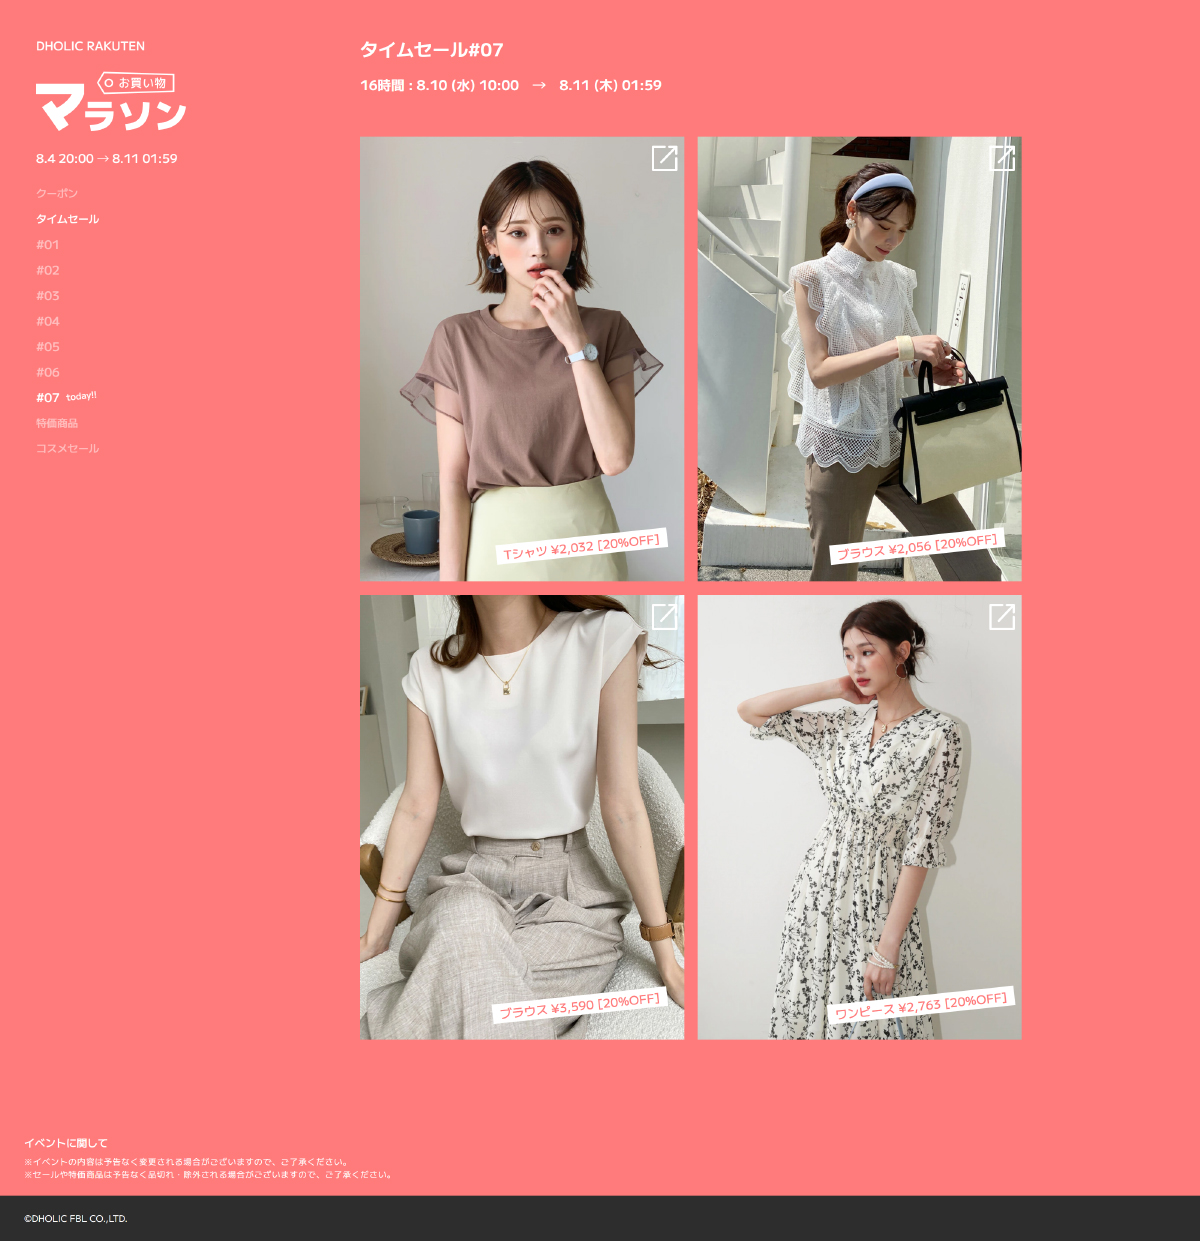 DHOLIC RAKUTEN
お買い物
マラソン
8.4 20:00 → 8.11 01:59
クーポン
タイムセール
#01
#02
#03
#04
#05
#06
#07 today!!
特価商品
コスメセール
タイムセール#07
16時間 : 8.10 (水) 10:00 → 8.11 (木) 01:59
Tシャツ ¥2,032 [20%OFF]
ブラウス ¥2,056 [20%OFF]
ブラウス ¥3,590 [20%OFF]
ワンピース ¥2,763 [20%OFF]
イベントに関して
※イベントの内容は予告なく変更される場合がございますので、ご了承ください。
※セールや特価商品は予告なく品切れ・除外される場合がございますので、ご了承ください。
©DHOLIC FBL CO.,LTD.